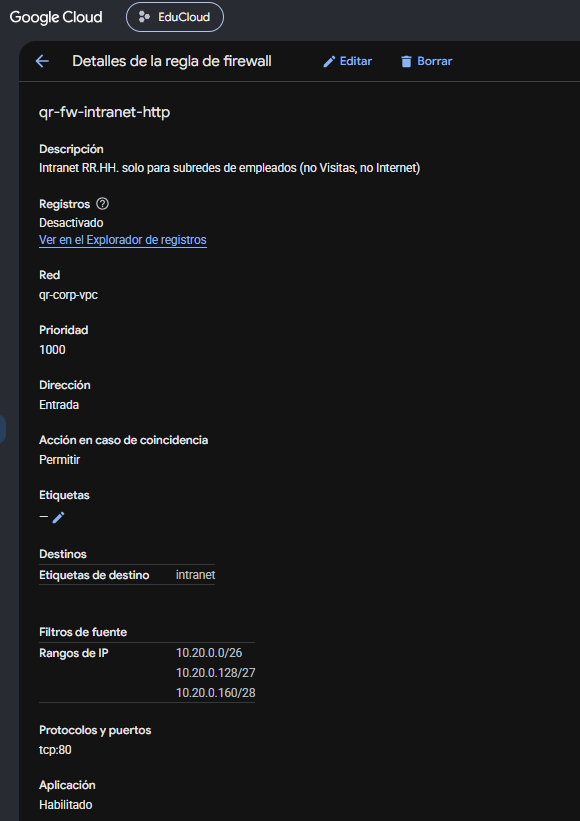 Google Cloud
EduCloud
Detalles de la regla de firewall
Editar
Borrar
qr-fw-intranet-http
Descripción
Intranet RR.HH. solo para subredes de empleados (no Visitas, no Internet)
Registros
Desactivado
Ver en el Explorador de registros
Red
qr-corp-vpc
Prioridad
1000
Dirección
Entrada
Acción en caso de coincidencia
Permitir
Etiquetas
—
Destinos
Etiquetas de destino intranet
Filtros de fuente
Rangos de IP 10.20.0.0/26
10.20.0.128/27
10.20.0.160/28
Protocolos y puertos
tcp:80
Aplicación
Habilitado